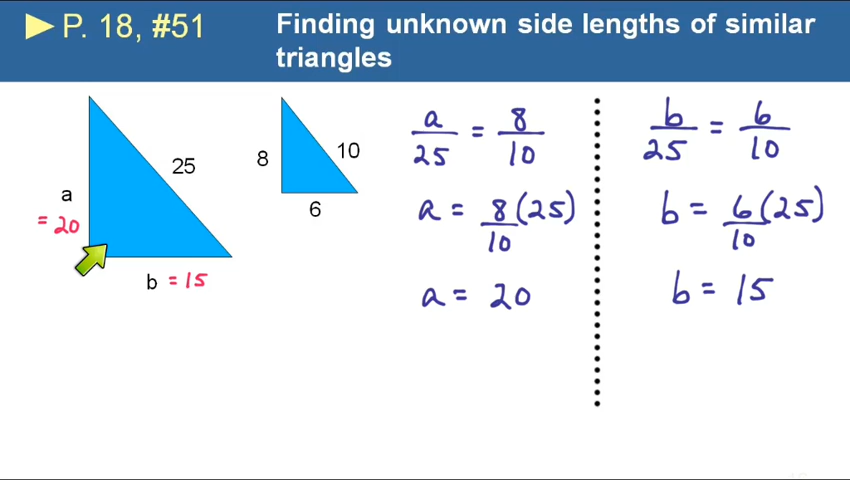 P. 18, #51
Finding unknown side lengths of similar
triangles
25
a
= 20
b = 15
8
10
6
a/25 = 8/10
a = 8/10 (25)
a = 20
b/25 = 6/10
b = 6/10 (25)
b = 15